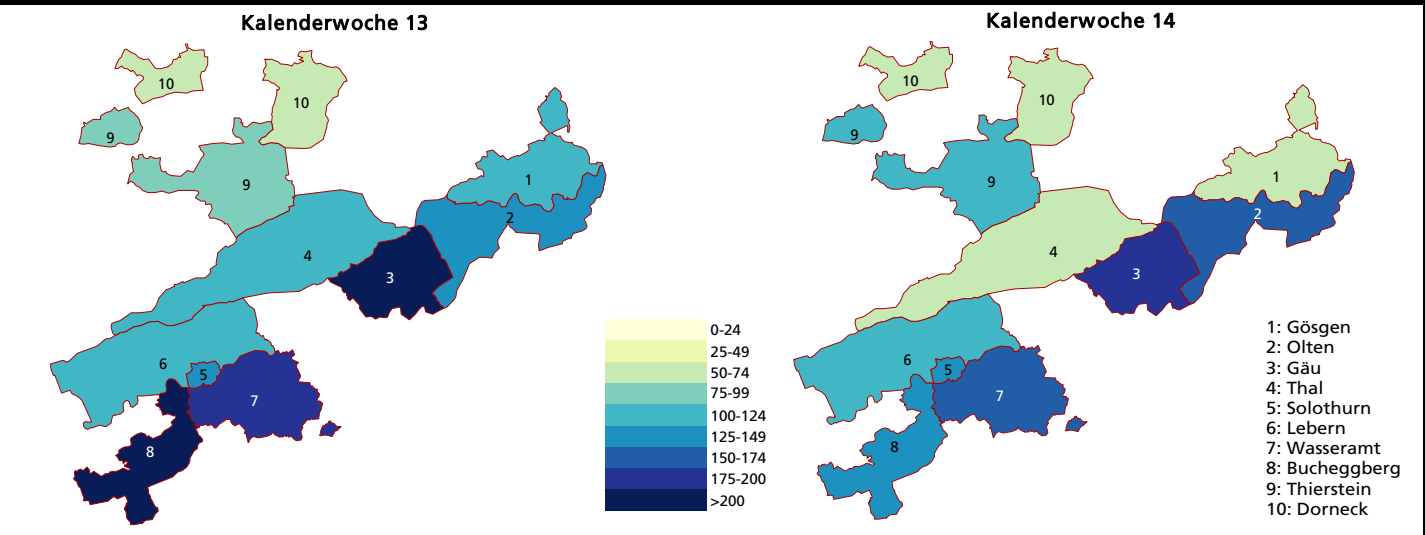 Kalenderwoche 13
10
10
9
9
1
2
4
3
6
5
7
8
Kalenderwoche 14
10
10
9
9
1
2
4
3
6
5
7
8
0-24
25-49
50-74
75-99
100-124
125-149
150-174
175-200
>200
1: Gösgen
2: Olten
3: Gäu
4: Thal
5: Solothurn
6: Lebern
7: Wasseramt
8: Bucheggberg
9: Thierstein
10: Dorneck